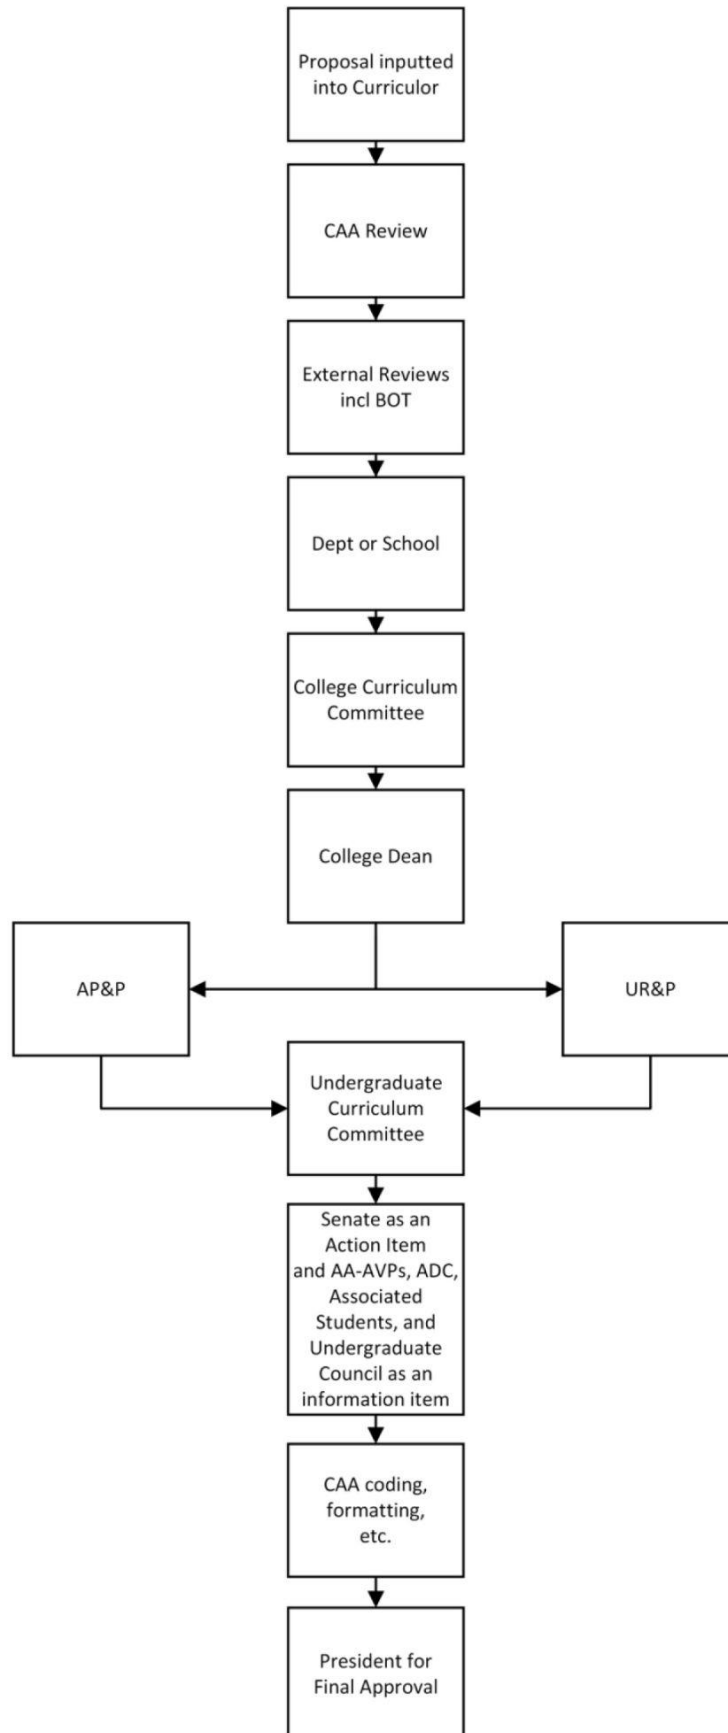 Proposal inputted
into Curriculor
CAA Review
External Reviews
incl BOT
Dept or School
College Curriculum
Committee
College Dean
AP&P
UR&P
Undergraduate
Curriculum
Committee
Senate as an
Action Item
and AA-AVPs, ADC,
Associated
Students, and
Undergraduate
Council as an
information item
CAA coding,
formatting,
etc.
President for
Final Approval